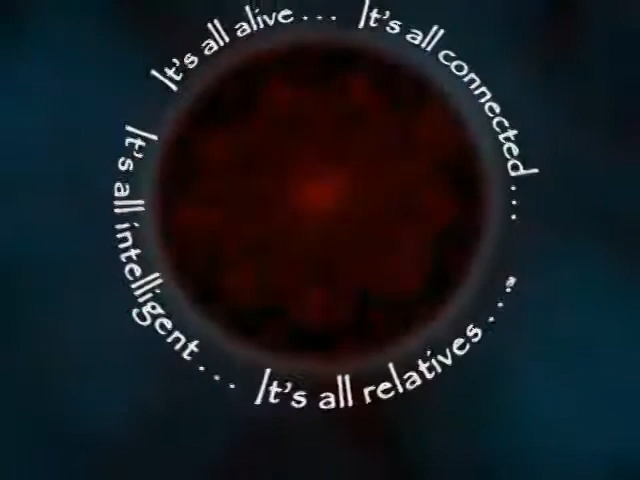 It's all alive ...
It's all connected ...
It's all intelligent ...
It's all relatives ...